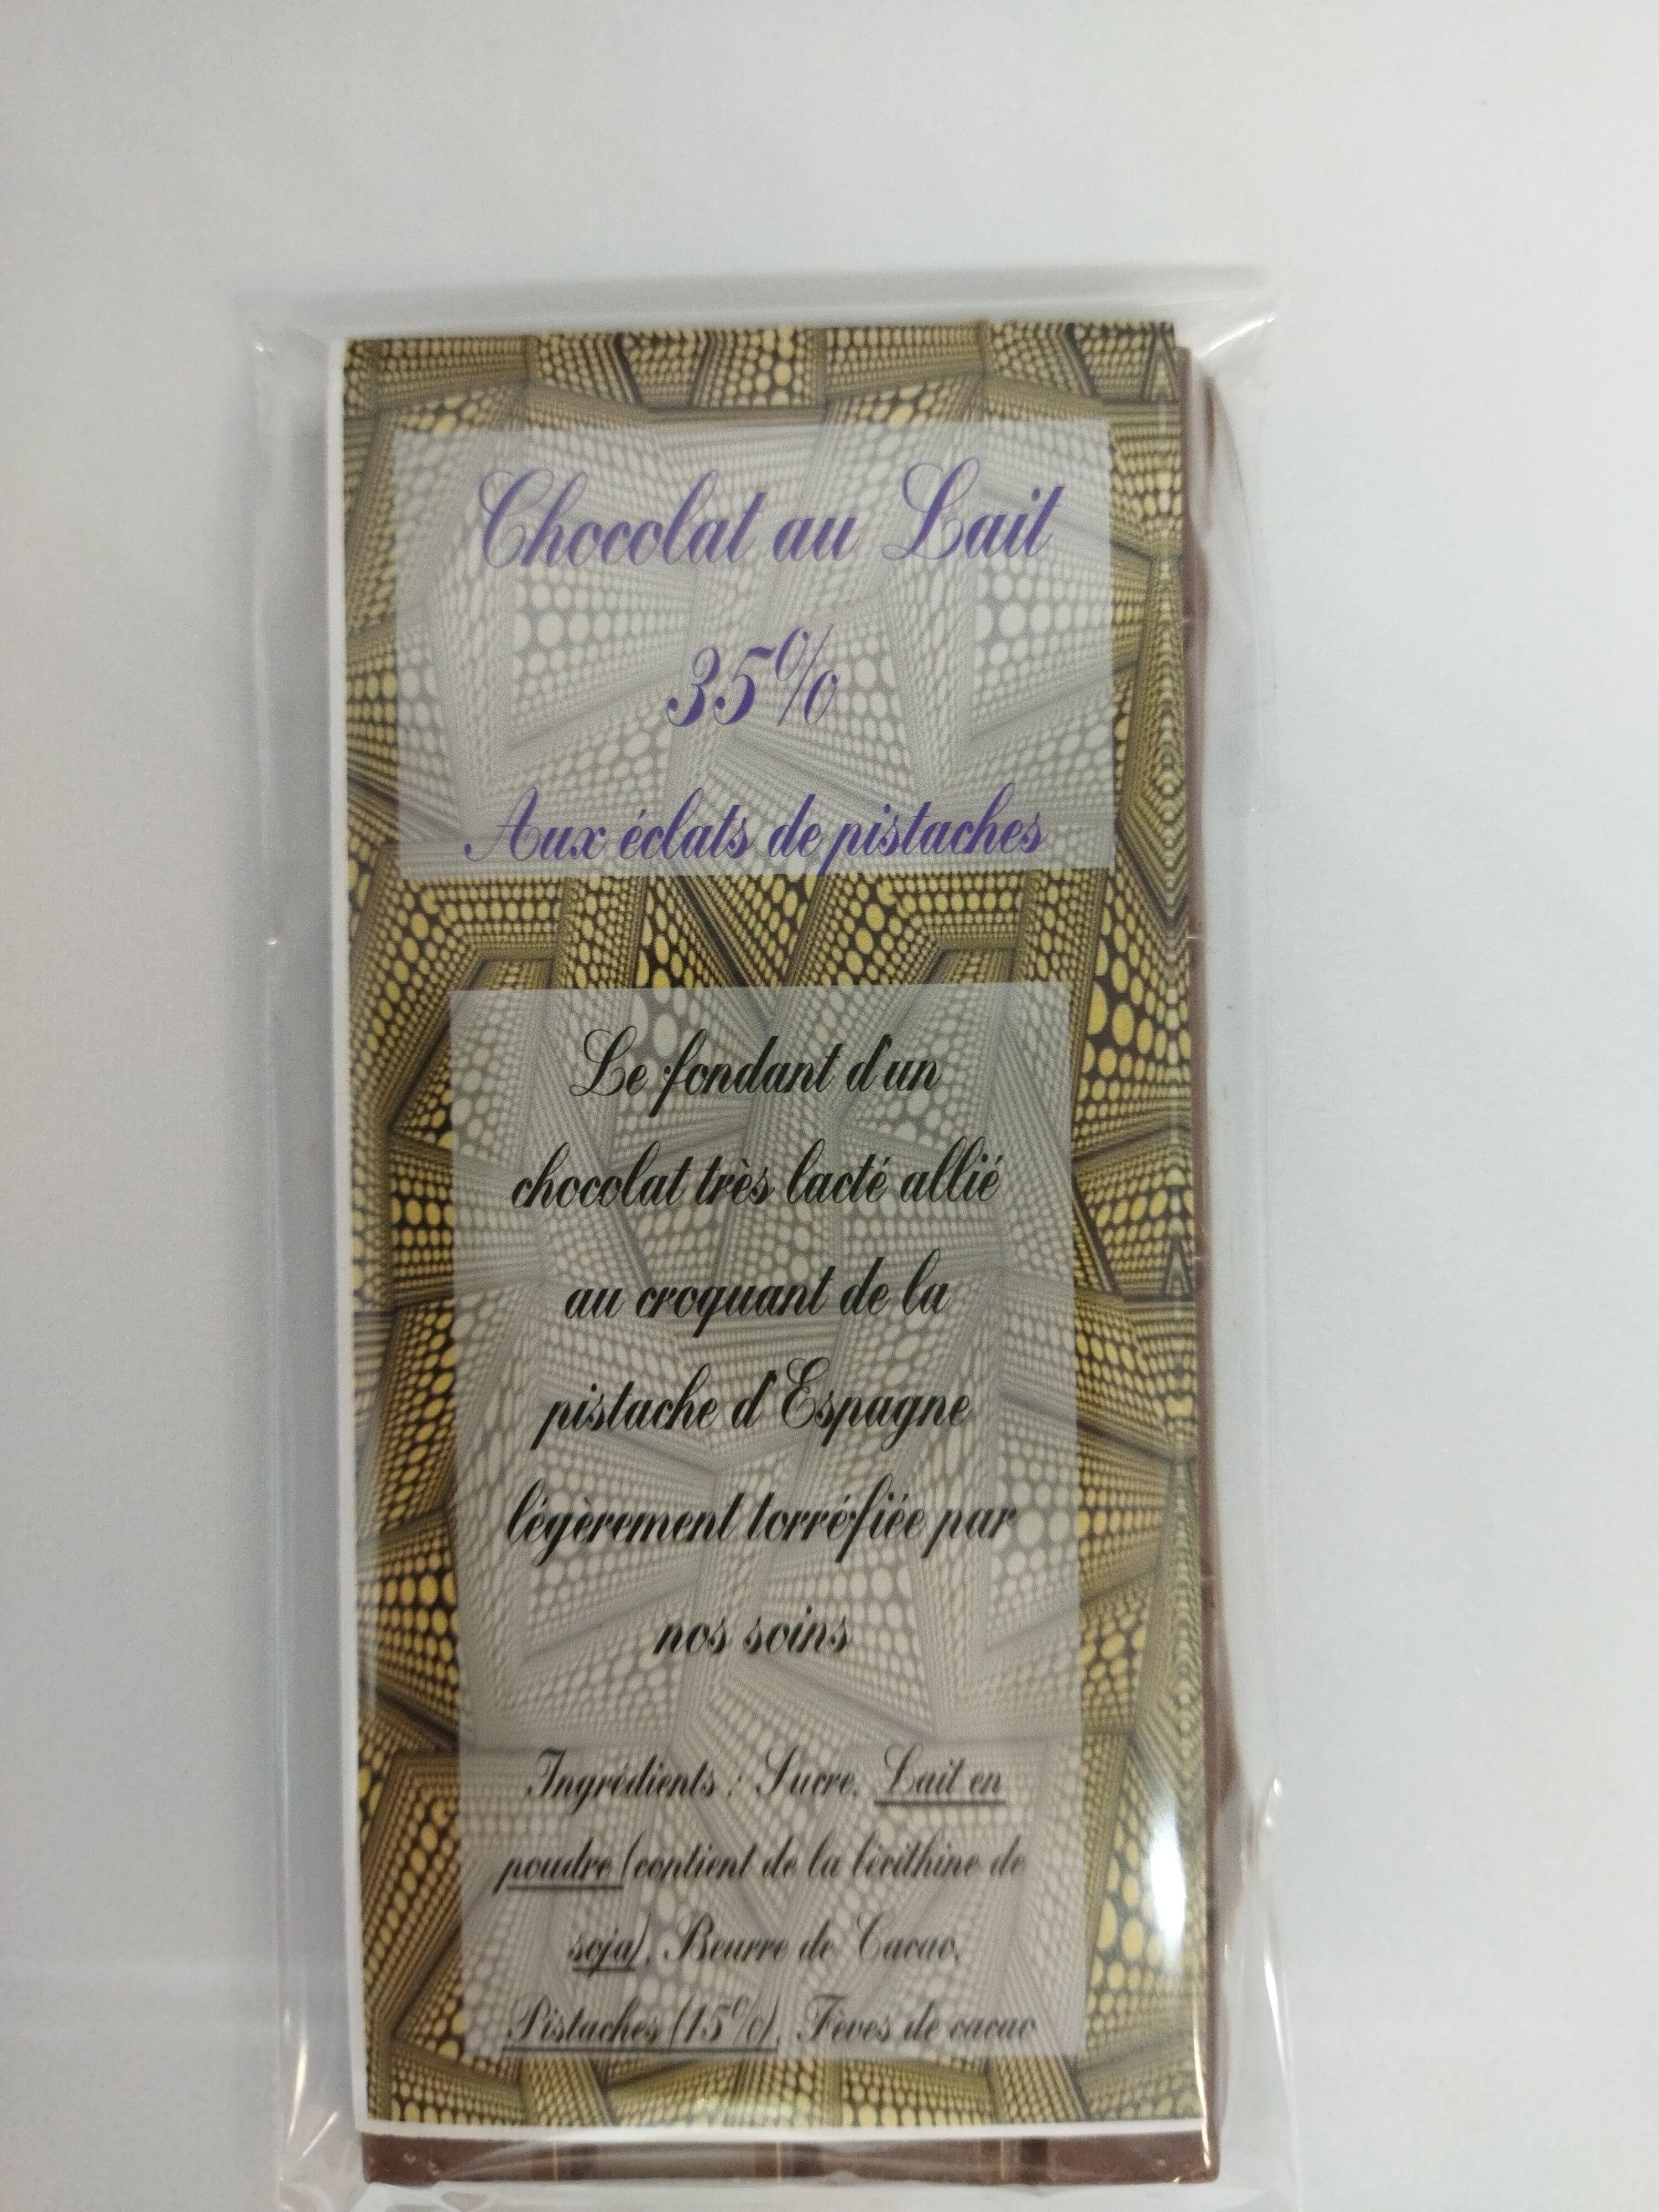 Chocolat au Lait
35%
Aux éclats de pistaches
Le fondant d'un
chocolat très lacté allié
au croquant de la
pistache d'Espagne
légèrement torréfiée par
nos soins
Ingrédients : Sucre, Lait en
poudre (contient de la lécithine de
soja), Beurre de Cacao,
Pistaches (15%), Fèves de cacao